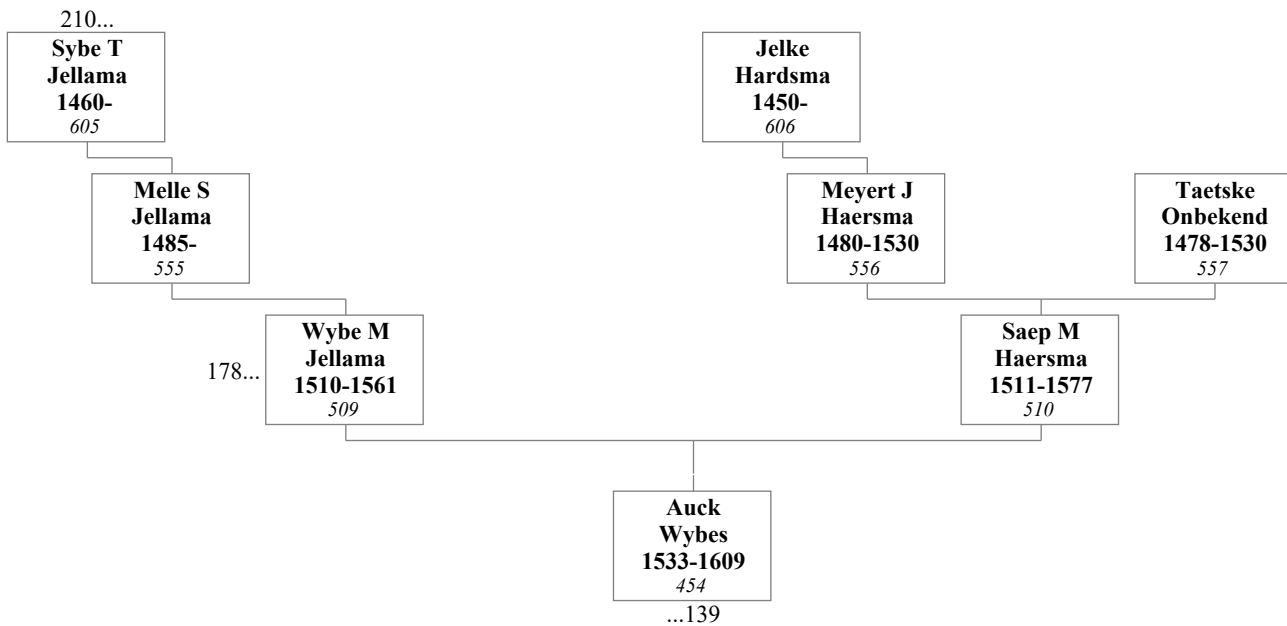 210...
Sybe T
Jellama
1460-
605
Jelke
Hardsma
1450-
606
Melle S
Jellama
1485-
555
Meyert J
Haersma
1480-1530
556
Taetske
Onbekend
1478-1530
557
178...
Wybe M
Jellama
1510-1561
509
Saep M
Haersma
1511-1577
510
Auck
Wybes
1533-1609
454
...139